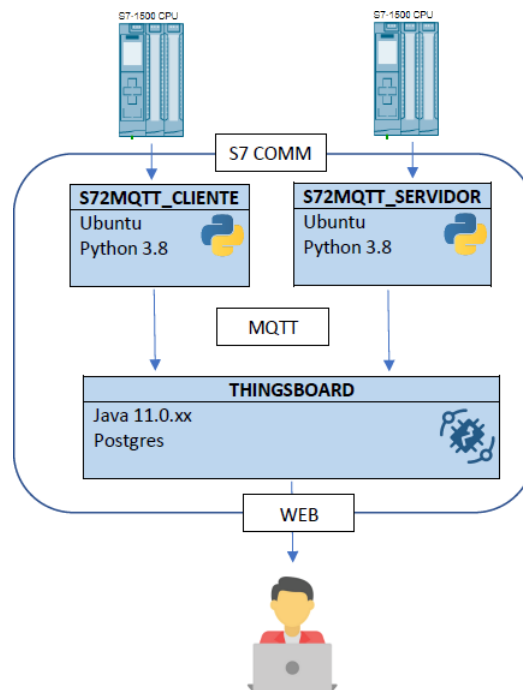 S7-1500 CPU
S7-1500 CPU
S7 COMM
S72MQTT_CLIENTE
Ubuntu
Python 3.8
S72MQTT_SERVIDOR
Ubuntu
Python 3.8
MQTT
THINGSBOARD
Java 11.0.xx
Postgres
WEB